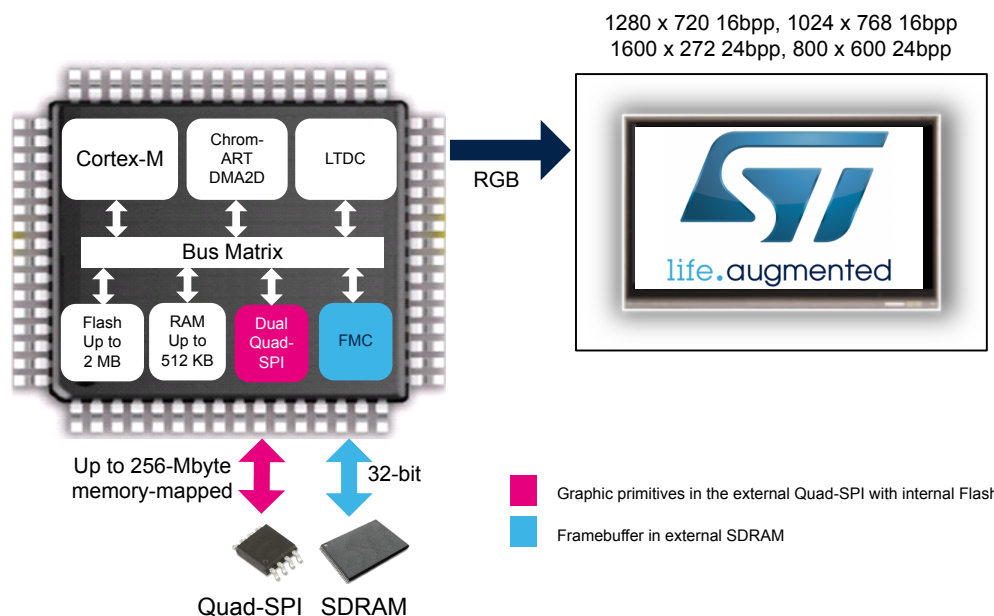 1280 x 720 16bpp, 1024 x 768 16bpp
1600 x 272 24bpp, 800 x 600 24bpp
Cortex-M
Chrom-
ART
DMA2D
LTDC
RGB
ST
life.augmented
Bus Matrix
Flash
Up to
2 MB
RAM
Up to
512 KB
Dual
Quad-
SPI
FMC
Up to 256-Mbyte
memory-mapped
32-bit
Quad-SPI
SDRAM
Graphic primitives in the external Quad-SPI with internal Flash
Framebuffer in external SDRAM